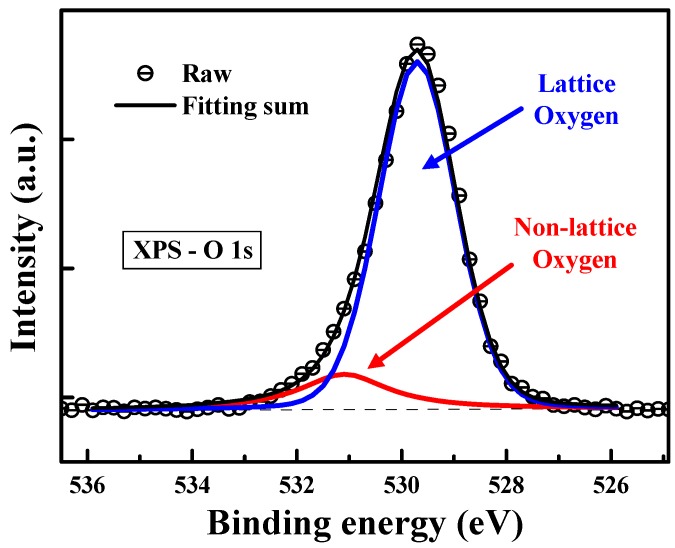 Raw
Fitting sum
Lattice
Oxygen
Non-lattice
Oxygen
XPS - O 1s
Intensity (a.u.)
536 534 532 530 528 526
Binding energy (eV)